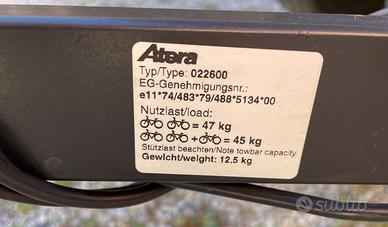 Atera
Typ/Type: 022600
EG-Genehmigungsnr.:
e11*74/483*79/488*5134*00
Nutzlast/load:
= 47 kg
+ = 45 kg
Stützlast beachten/Note towbar capacity
Gewicht/weight: 12,5 kg
subito